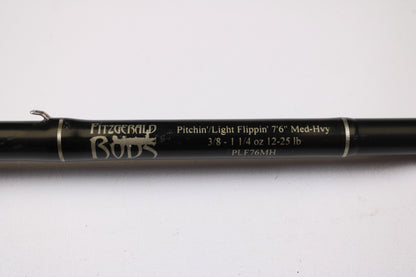 FITZGERALD
RODS
Pitchin'/Light Flippin' 7'6" Med-Hvy
3/8 - 1 1/4 oz 12-25 lb
PLF76MH